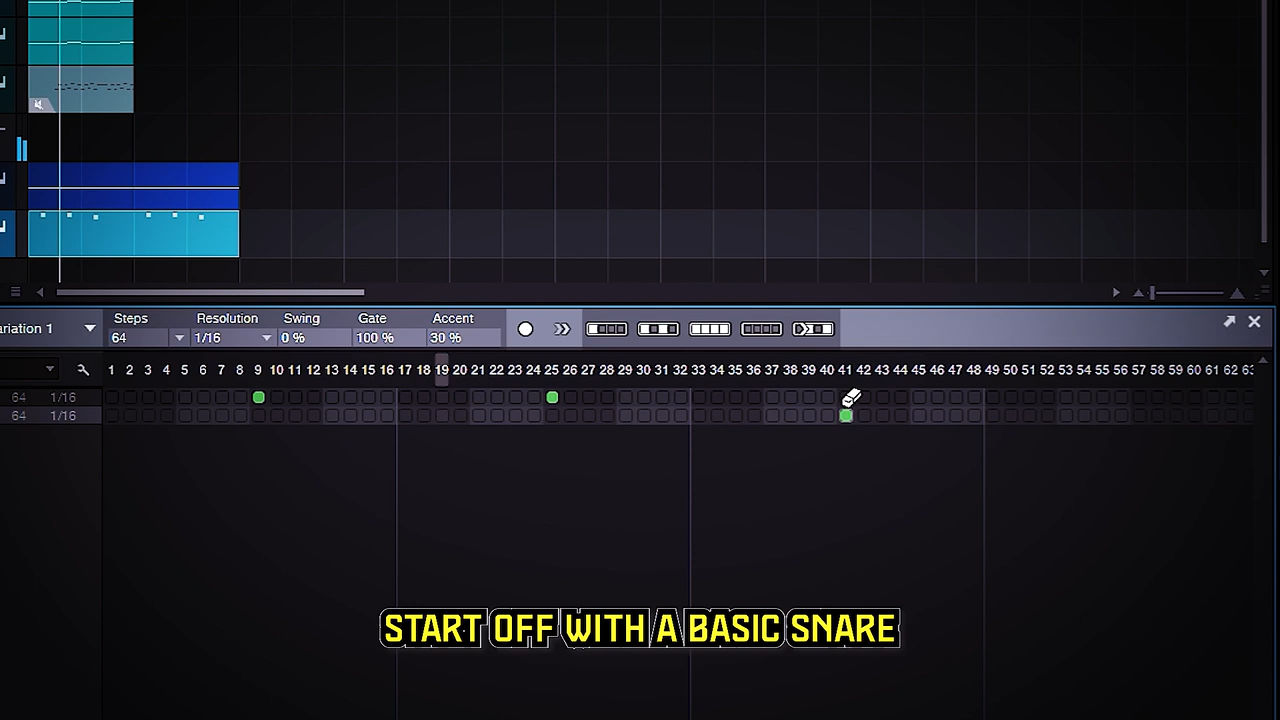 Steps Resolution Swing Gate Accent
ariation 1 64 1/16 0 % 100 % 30 %
1 2 3 4 5 6 7 8 9 10 11 12 13 14 15 16 17 18 19 20 21 22 23 24 25 26 27 28 29 30 31 32 33 34 35 36 37 38 39 40 41 42 43 44 45 46 47 48 49 50 51 52 53 54 55 56 57 58 59 60 61 62 63
64 1/16
64 1/16
START OFF WITH A BASIC SNARE